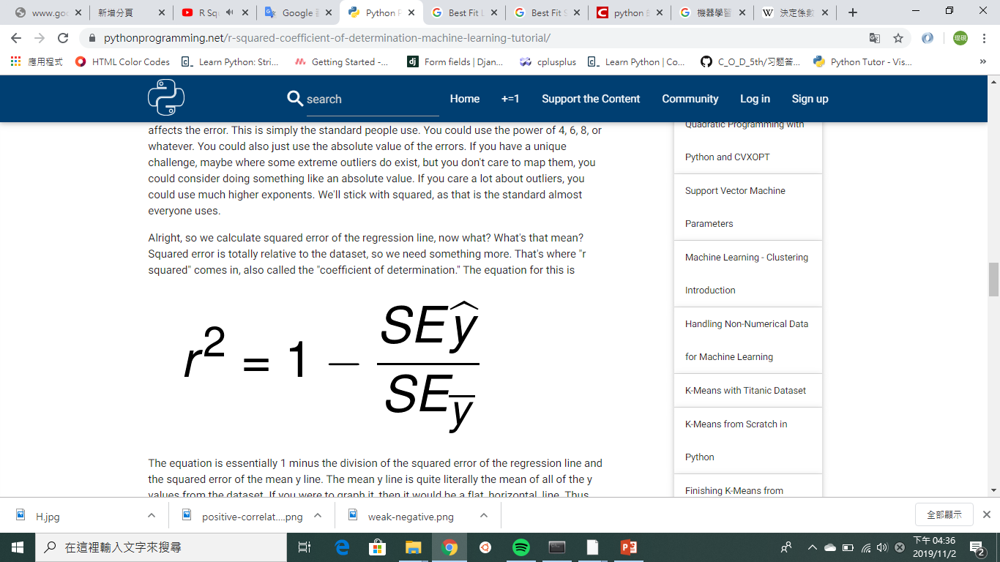 www.goo
新增分頁
R Squ
Google 
Python P
Best Fit L
Best Fit S
python 
機器學習
決定係數
pythonprogramming.net/r-squared-coefficient-of-determination-machine-learning-tutorial/
琨硯
應用程式
HTML Color Codes
Learn Python: Stri...
Getting Started -...
Form fields | Djan...
cplusplus
Learn Python | Co...
C_O_D_5th/习题答...
Python Tutor - Vis...
search
Home
+=1
Support the Content
Community
Log in
Sign up
affects the error. This is simply the standard people use. You could use the power of 4, 6, 8, or
whatever. You could also just use the absolute value of the errors. If you have a unique
challenge, maybe where some extreme outliers do exist, but you don't care to map them, you
could consider doing something like an absolute value. If you care a lot about outliers, you
could use much higher exponents. We'll stick with squared, as that is the standard almost
everyone uses.
Alright, so we calculate squared error of the regression line, now what? What's that mean?
Squared error is totally relative to the dataset, so we need something more. That's where "r
squared" comes in, also called the "coefficient of determination." The equation for this is
r² = 1 − SEŷ / SEy̅
The equation is essentially 1 minus the division of the squared error of the regression line and
the squared error of the mean y line. The mean y line is quite literally the mean of all of the y
values from the dataset. If you were to graph it, then it would be a flat, horizontal, line. Thus,
Quadratic Programming with
Python and CVXOPT
Support Vector Machine
Parameters
Machine Learning - Clustering
Introduction
Handling Non-Numerical Data
for Machine Learning
K-Means with Titanic Dataset
K-Means from Scratch in
Python
Finishing K-Means from
H.jpg
positive-correlat....png
weak-negative.png
全部顯示
在這裡輸入文字來搜尋
下午 04:36
2019/11/2
2